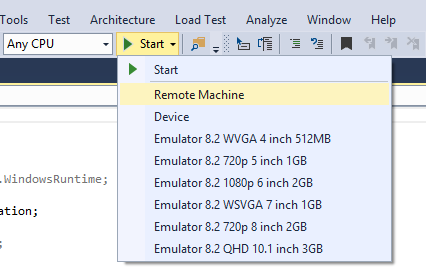 Tools Test Architecture Load Test Analyze Window Help
Any CPU Start
Start
Remote Machine
Device
Emulator 8.2 WVGA 4 inch 512MB
.WindowsRuntime;
Emulator 8.2 720p 5 inch 1GB
Emulator 8.2 1080p 6 inch 2GB
ation;
Emulator 8.2 WSVGA 7 inch 1GB
Emulator 8.2 720p 8 inch 2GB
;
Emulator 8.2 QHD 10.1 inch 3GB